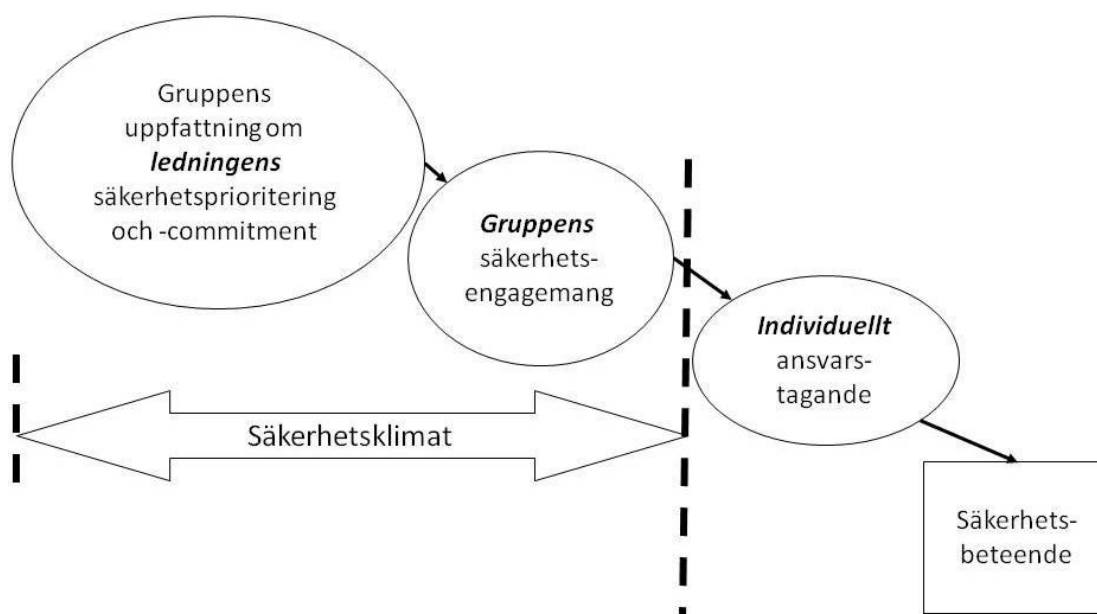 Gruppens
uppfattning om
ledningens
säkerhetsprioritering
och -commitment
Gruppens
säkerhets-
engagemang
Individuellt
ansvars-
tagande
Säkerhetsklimat
Säkerhets-
beteende